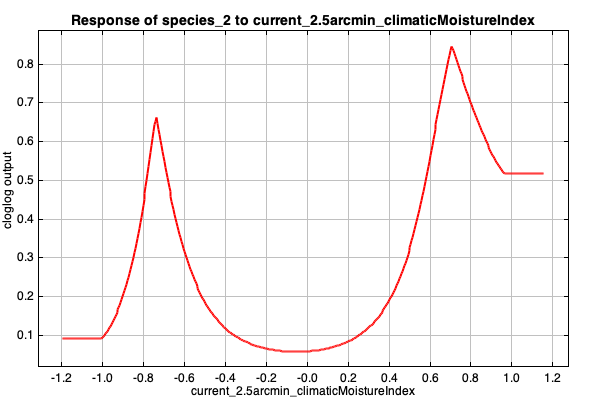 Response of species_2 to current_2.5arcmin_climaticMoistureIndex
cloglog output
0.8
0.7
0.6
0.5
0.4
0.3
0.2
0.1
-1.2 -1.0 -0.8 -0.6 -0.4 -0.2 -0.0 0.2 0.4 0.6 0.8 1.0 1.2
current_2.5arcmin_climaticMoistureIndex